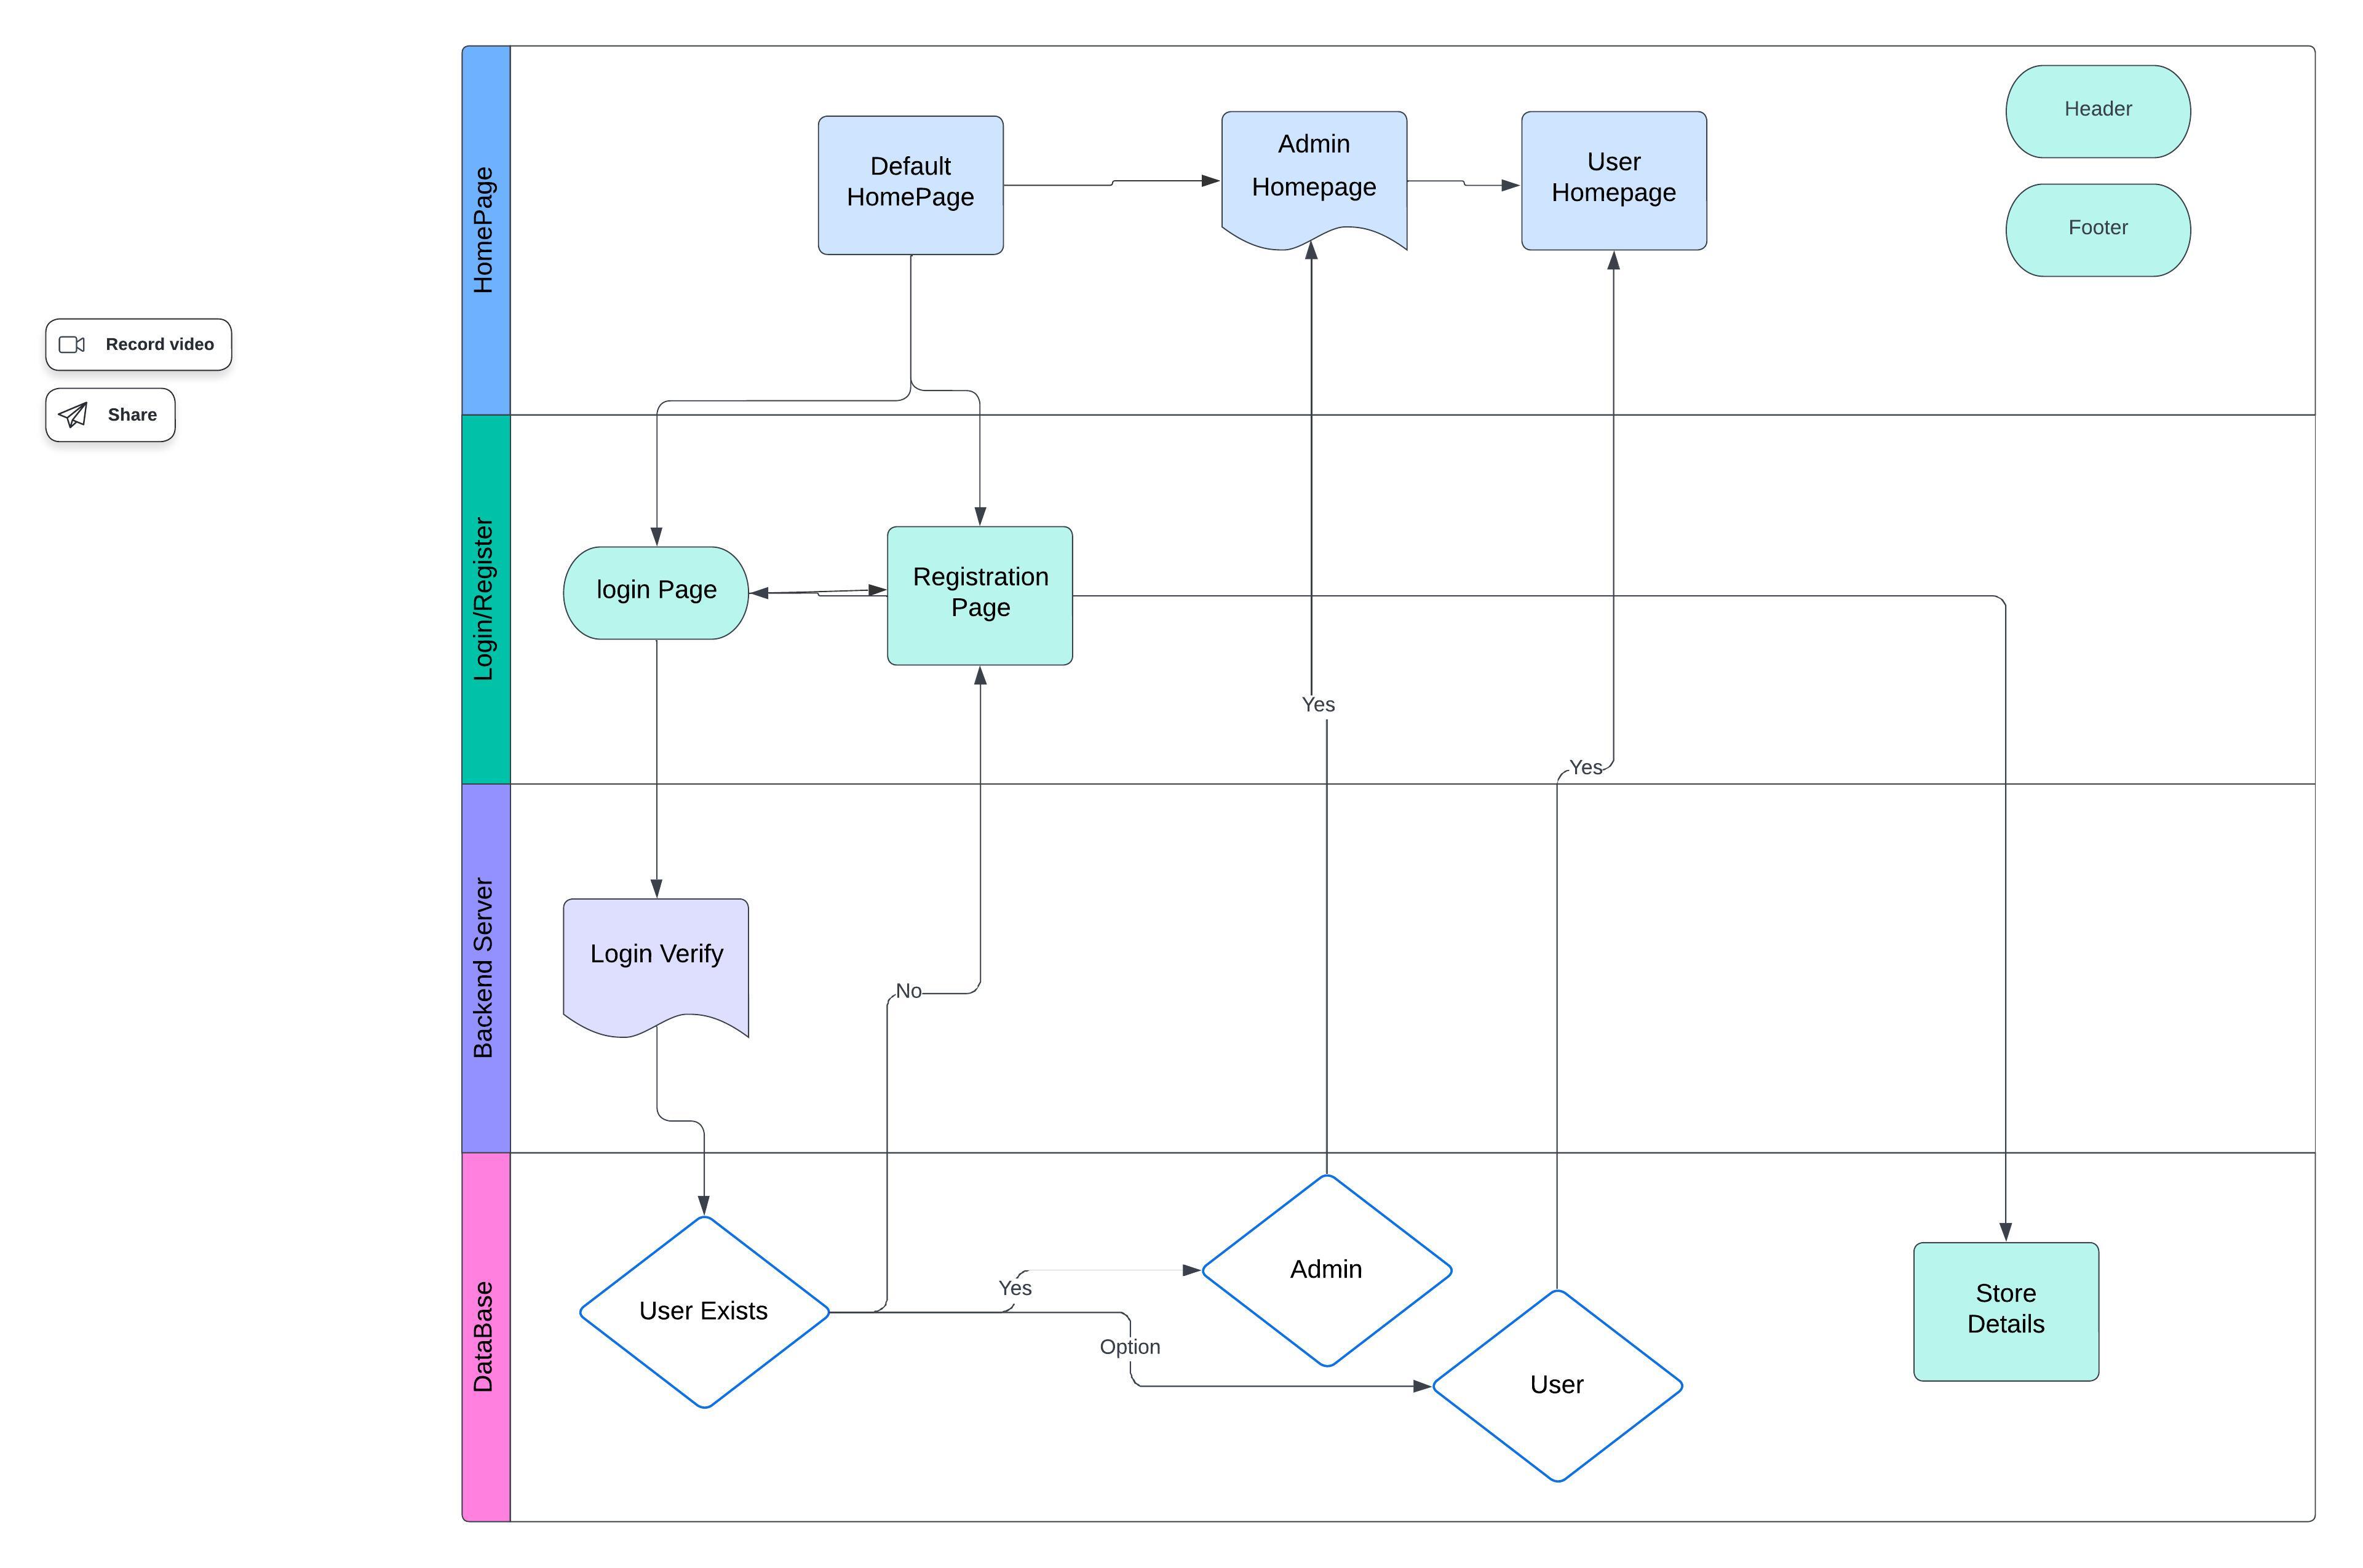 Record video
Share
HomePage
Default
HomePage
Admin
Homepage
User
Homepage
Header
Footer
Login/Register
login Page
Registration
Page
Yes
Yes
Backend Server
Login Verify
No
DataBase
User Exists
Yes
Option
Admin
User
Store
Details